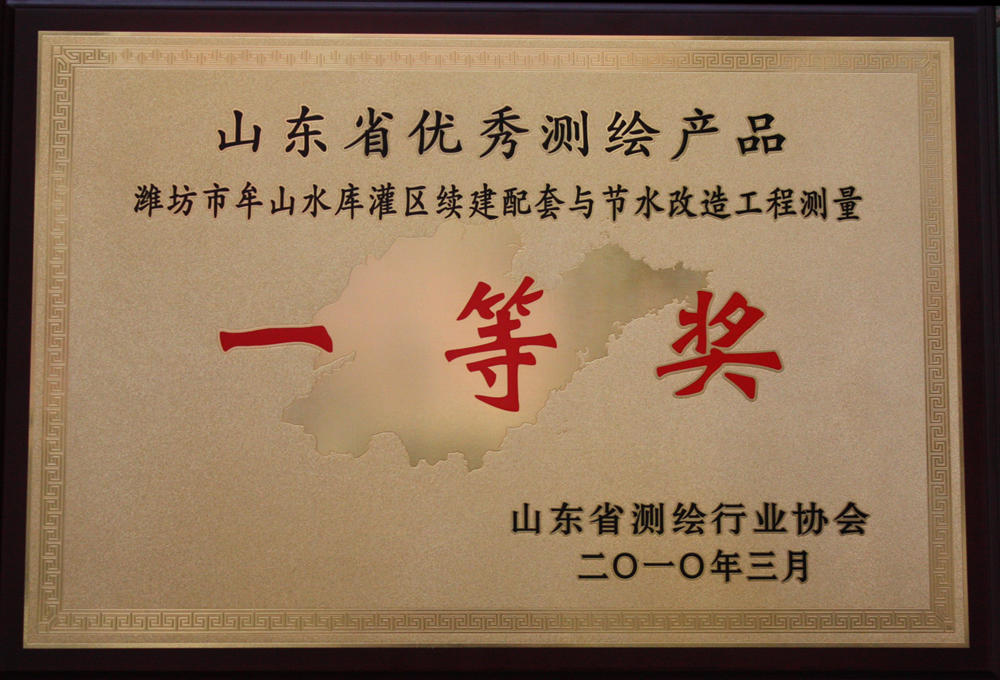 山东省优秀测绘产品
潍坊市牟山水库灌区续建配套与节水改造工程测量
一等奖
山东省测绘行业协会
二〇一〇年三月